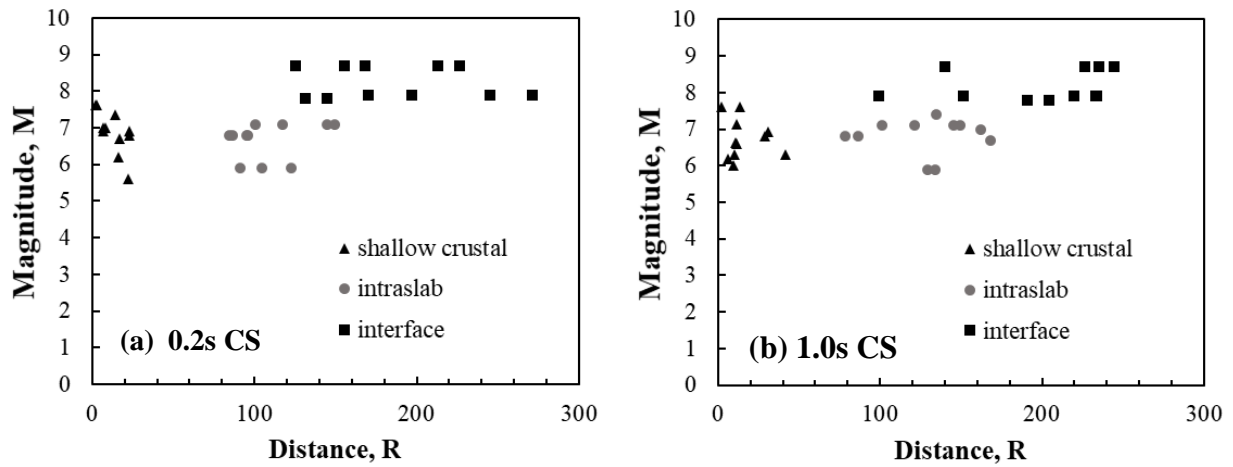 Magnitude, M
10
9
8
7
6
5
4
3
2
1
0
shallow crustal
intraslab
interface
(a) 0.2s CS
0 100 200 300
Distance, R
Magnitude, M
10
9
8
7
6
5
4
3
2
1
0
shallow crustal
intraslab
interface
(b) 1.0s CS
0 100 200 300
Distance, R